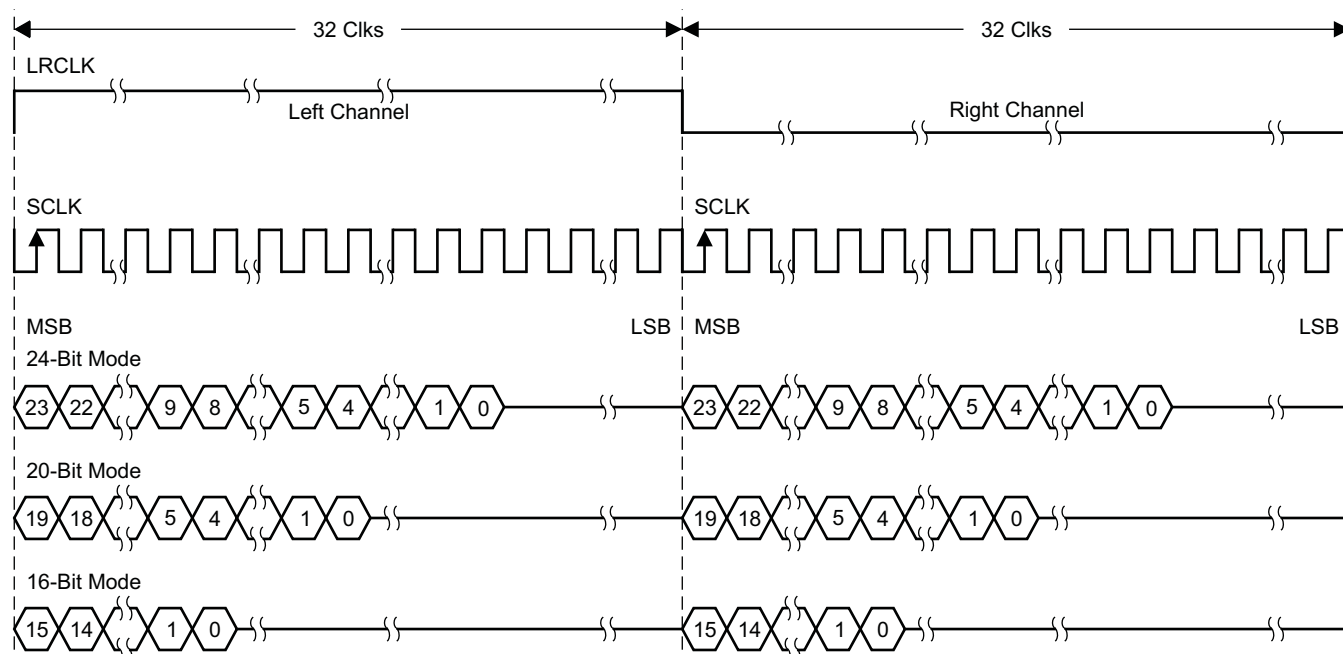 32 Clks 32 Clks
LRCLK
Left Channel Right Channel
SCLK SCLK
MSB LSB MSB LSB
24-Bit Mode
23 22 9 8 5 4 1 0 23 22 9 8 5 4 1 0
20-Bit Mode
19 18 5 4 1 0 19 18 5 4 1 0
16-Bit Mode
15 14 1 0 15 14 1 0